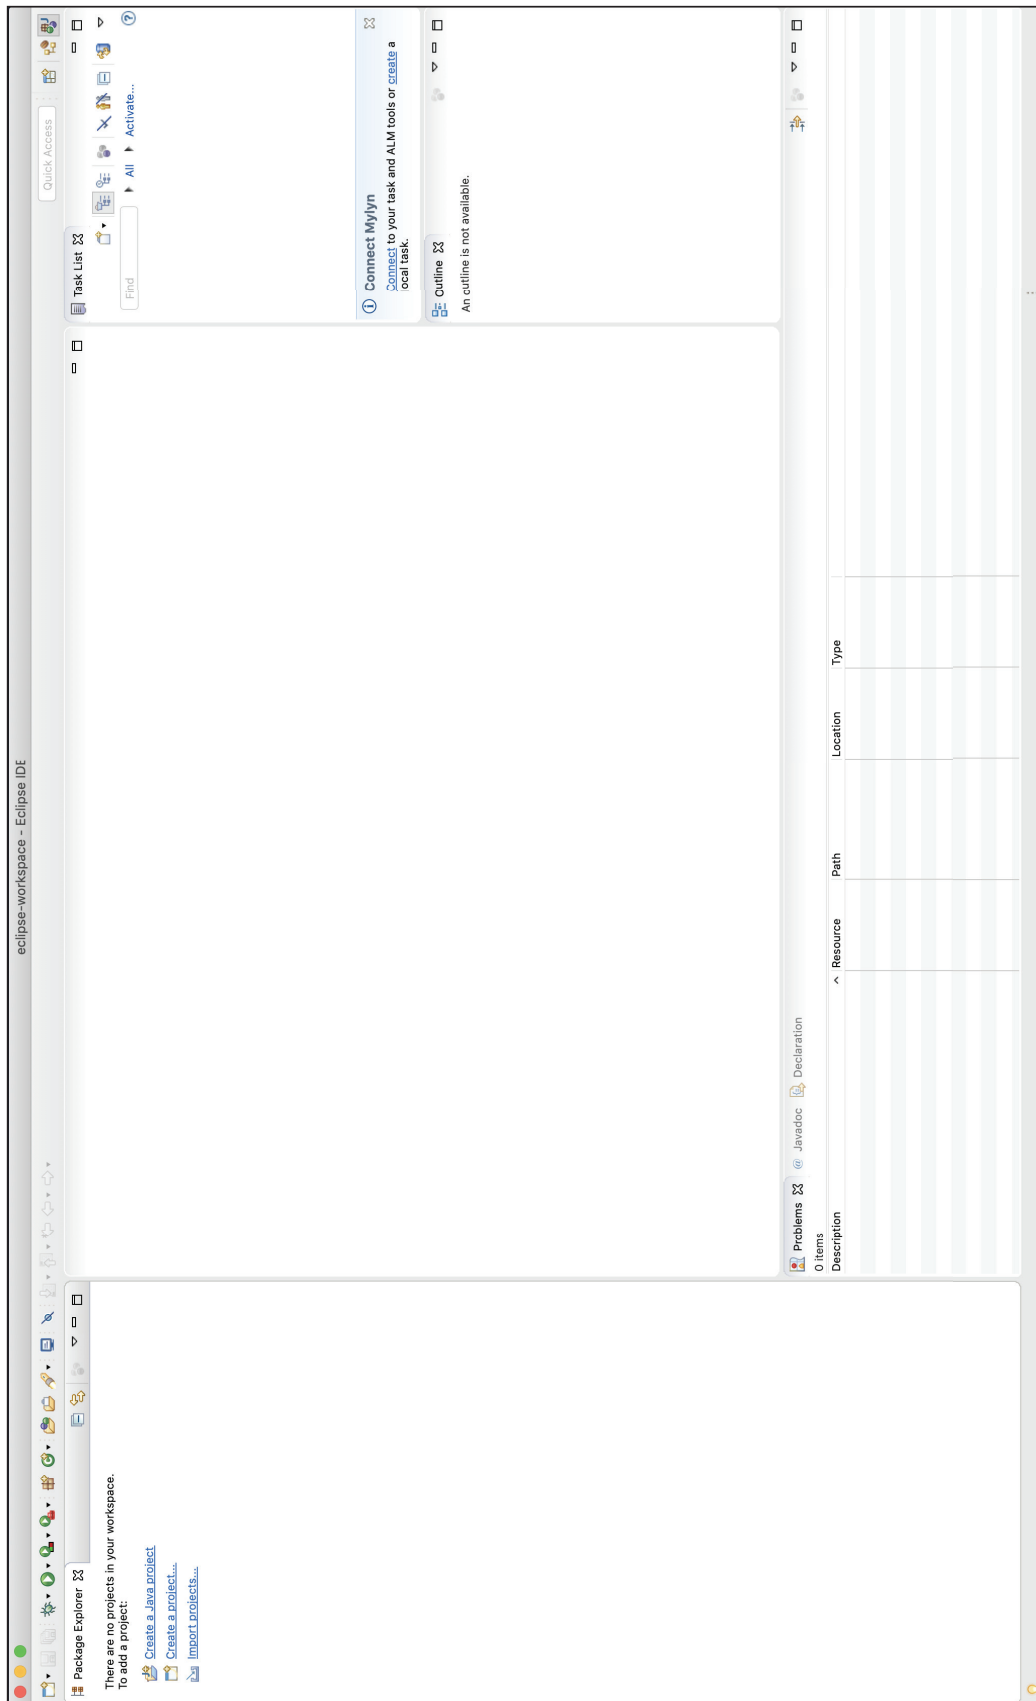 eclipse-workspace - Eclipse IDE
Quick Access
Package Explorer
There are no projects in your workspace.
To add a project:
Create a Java project
Create a project...
Import projects...
Task List
Find
All
Activate...
Connect Mylyn
Connect to your task and ALM tools or create a
local task.
Outline
An outline is not available.
Problems
@ Javadoc
Declaration
0 items
Description
Resource
Path
Location
Type